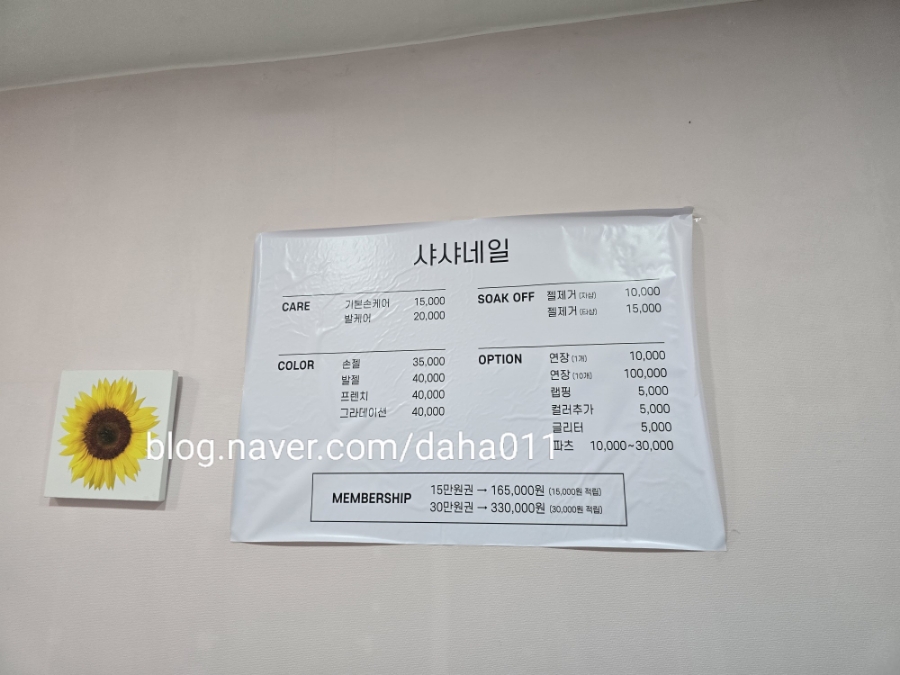 샤샤네일
CARE 기본손케어 15,000
발케어 20,000
SOAK OFF 젤제거 (자샵) 10,000
젤제거 (타샵) 15,000
COLOR 손젤 35,000
발젤 40,000
프렌치 40,000
그라데이션 40,000
OPTION 연장 (1개) 10,000
연장 (10개) 100,000
랩핑 5,000
컬러추가 5,000
글리터 5,000
파츠 10,000~30,000
blog.naver.com/daha011
MEMBERSHIP 15만원권 → 165,000원 (15,000원 적립)
30만원권 → 330,000원 (30,000원 적립)